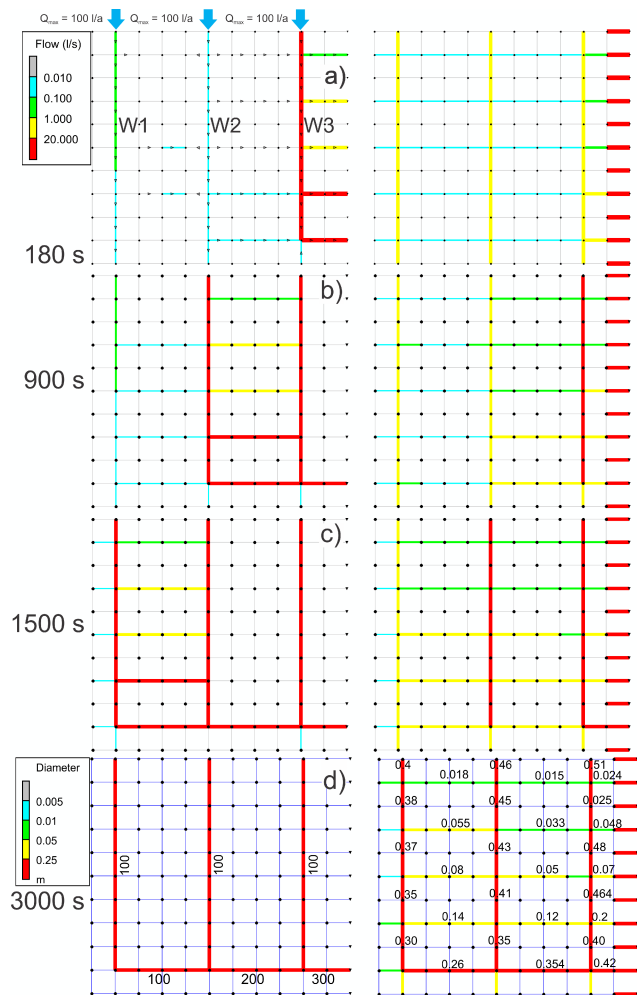 Qmax = 100 l/a Qmax = 100 l/a Qmax = 100 l/a
Flow (l/s)
0.010
0.100
1.000
20.000
a)
W1 W2 W3
180 s
b)
900 s
c)
1500 s
Diameter
0.005
0.01
0.05
0.25
m
d)
3000 s
100 100 100
100 200 300
0.4 0.46 0.51
0.018 0.015 0.024
0.38 0.45 0.025
0.055 0.033 0.048
0.37 0.43 0.48
0.08 0.05 0.07
0.35 0.41 0.464
0.14 0.12 0.2
0.30 0.35 0.40
0.26 0.354 0.42